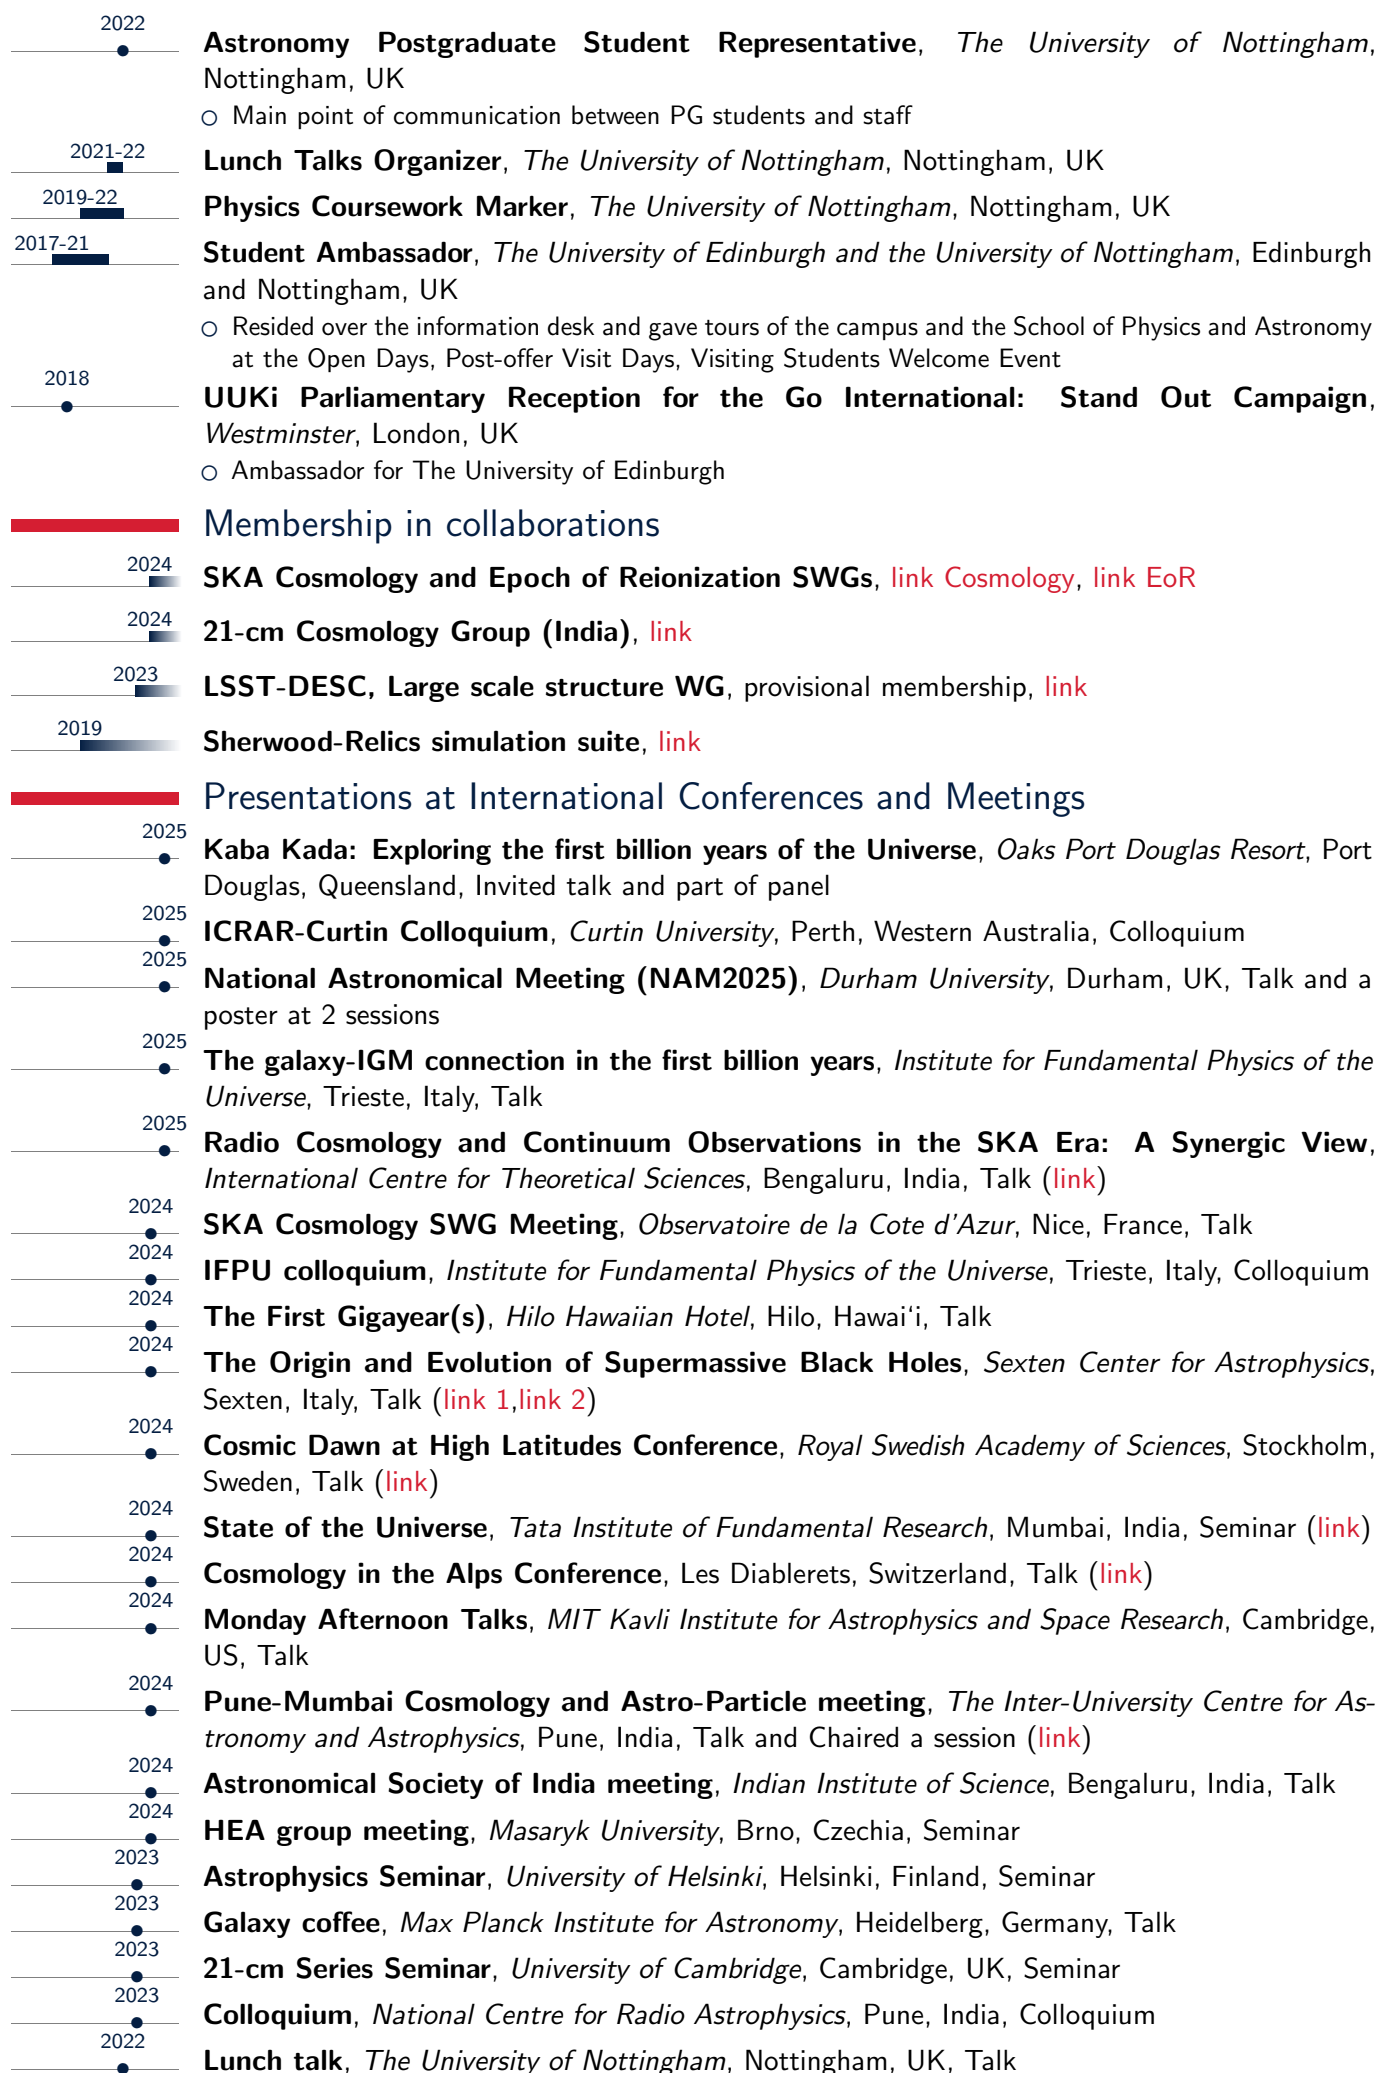 2022
Astronomy Postgraduate Student Representative, The University of Nottingham,
Nottingham, UK
Main point of communication between PG students and staff
2021-22
Lunch Talks Organizer, The University of Nottingham, Nottingham, UK
2019-22
Physics Coursework Marker, The University of Nottingham, Nottingham, UK
2017-21
Student Ambassador, The University of Edinburgh and the University of Nottingham, Edinburgh
and Nottingham, UK
Resided over the information desk and gave tours of the campus and the School of Physics and Astronomy
at the Open Days, Post-offer Visit Days, Visiting Students Welcome Event
2018
UUKi Parliamentary Reception for the Go International: Stand Out Campaign,
Westminster, London, UK
Ambassador for The University of Edinburgh
Membership in collaborations
2024
SKA Cosmology and Epoch of Reionization SWGs, link Cosmology, link EoR
2024
21-cm Cosmology Group (India), link
2023
LSST-DESC, Large scale structure WG, provisional membership, link
2019
Sherwood-Relics simulation suite, link
Presentations at International Conferences and Meetings
2025
Kaba Kada: Exploring the first billion years of the Universe, Oaks Port Douglas Resort, Port
Douglas, Queensland, Invited talk and part of panel
2025
ICRAR-Curtin Colloquium, Curtin University, Perth, Western Australia, Colloquium
2025
National Astronomical Meeting (NAM2025), Durham University, Durham, UK, Talk and a
poster at 2 sessions
2025
The galaxy-IGM connection in the first billion years, Institute for Fundamental Physics of the
Universe, Trieste, Italy, Talk
2025
Radio Cosmology and Continuum Observations in the SKA Era: A Synergic View,
International Centre for Theoretical Sciences, Bengaluru, India, Talk (link)
2024
SKA Cosmology SWG Meeting, Observatoire de la Cote d'Azur, Nice, France, Talk
2024
IFPU colloquium, Institute for Fundamental Physics of the Universe, Trieste, Italy, Colloquium
2024
The First Gigayear(s), Hilo Hawaiian Hotel, Hilo, Hawai‘i, Talk
2024
The Origin and Evolution of Supermassive Black Holes, Sexten Center for Astrophysics,
Sexten, Italy, Talk (link 1,link 2)
2024
Cosmic Dawn at High Latitudes Conference, Royal Swedish Academy of Sciences, Stockholm,
Sweden, Talk (link)
2024
State of the Universe, Tata Institute of Fundamental Research, Mumbai, India, Seminar (link)
2024
Cosmology in the Alps Conference, Les Diablerets, Switzerland, Talk (link)
2024
Monday Afternoon Talks, MIT Kavli Institute for Astrophysics and Space Research, Cambridge,
US, Talk
2024
Pune-Mumbai Cosmology and Astro-Particle meeting, The Inter-University Centre for As-
tronomy and Astrophysics, Pune, India, Talk and Chaired a session (link)
2024
Astronomical Society of India meeting, Indian Institute of Science, Bengaluru, India, Talk
2024
HEA group meeting, Masaryk University, Brno, Czechia, Seminar
2023
Astrophysics Seminar, University of Helsinki, Helsinki, Finland, Seminar
2023
Galaxy coffee, Max Planck Institute for Astronomy, Heidelberg, Germany, Talk
2023
21-cm Series Seminar, University of Cambridge, Cambridge, UK, Seminar
2023
Colloquium, National Centre for Radio Astrophysics, Pune, India, Colloquium
2022
Lunch talk, The University of Nottingham, Nottingham, UK, Talk